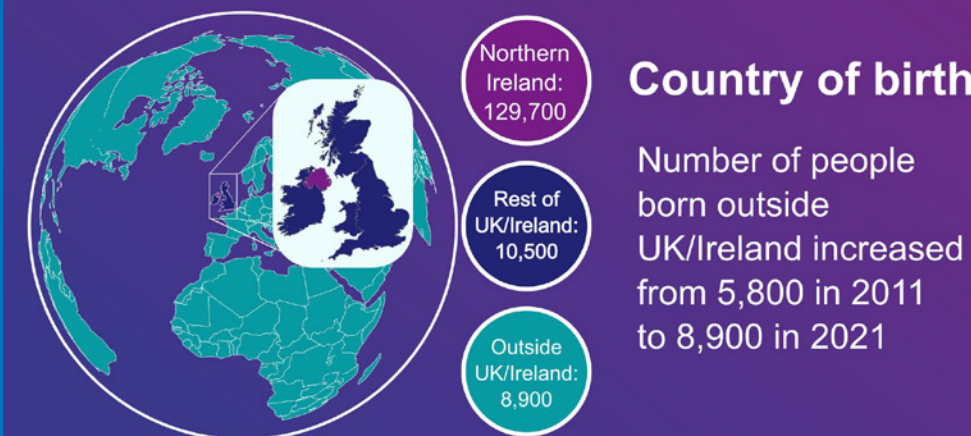 Northern
Ireland:
129,700
Rest of
UK/Ireland:
10,500
Outside
UK/Ireland:
8,900
Country of birth
Number of people
born outside
UK/Ireland increased
from 5,800 in 2011
to 8,900 in 2021